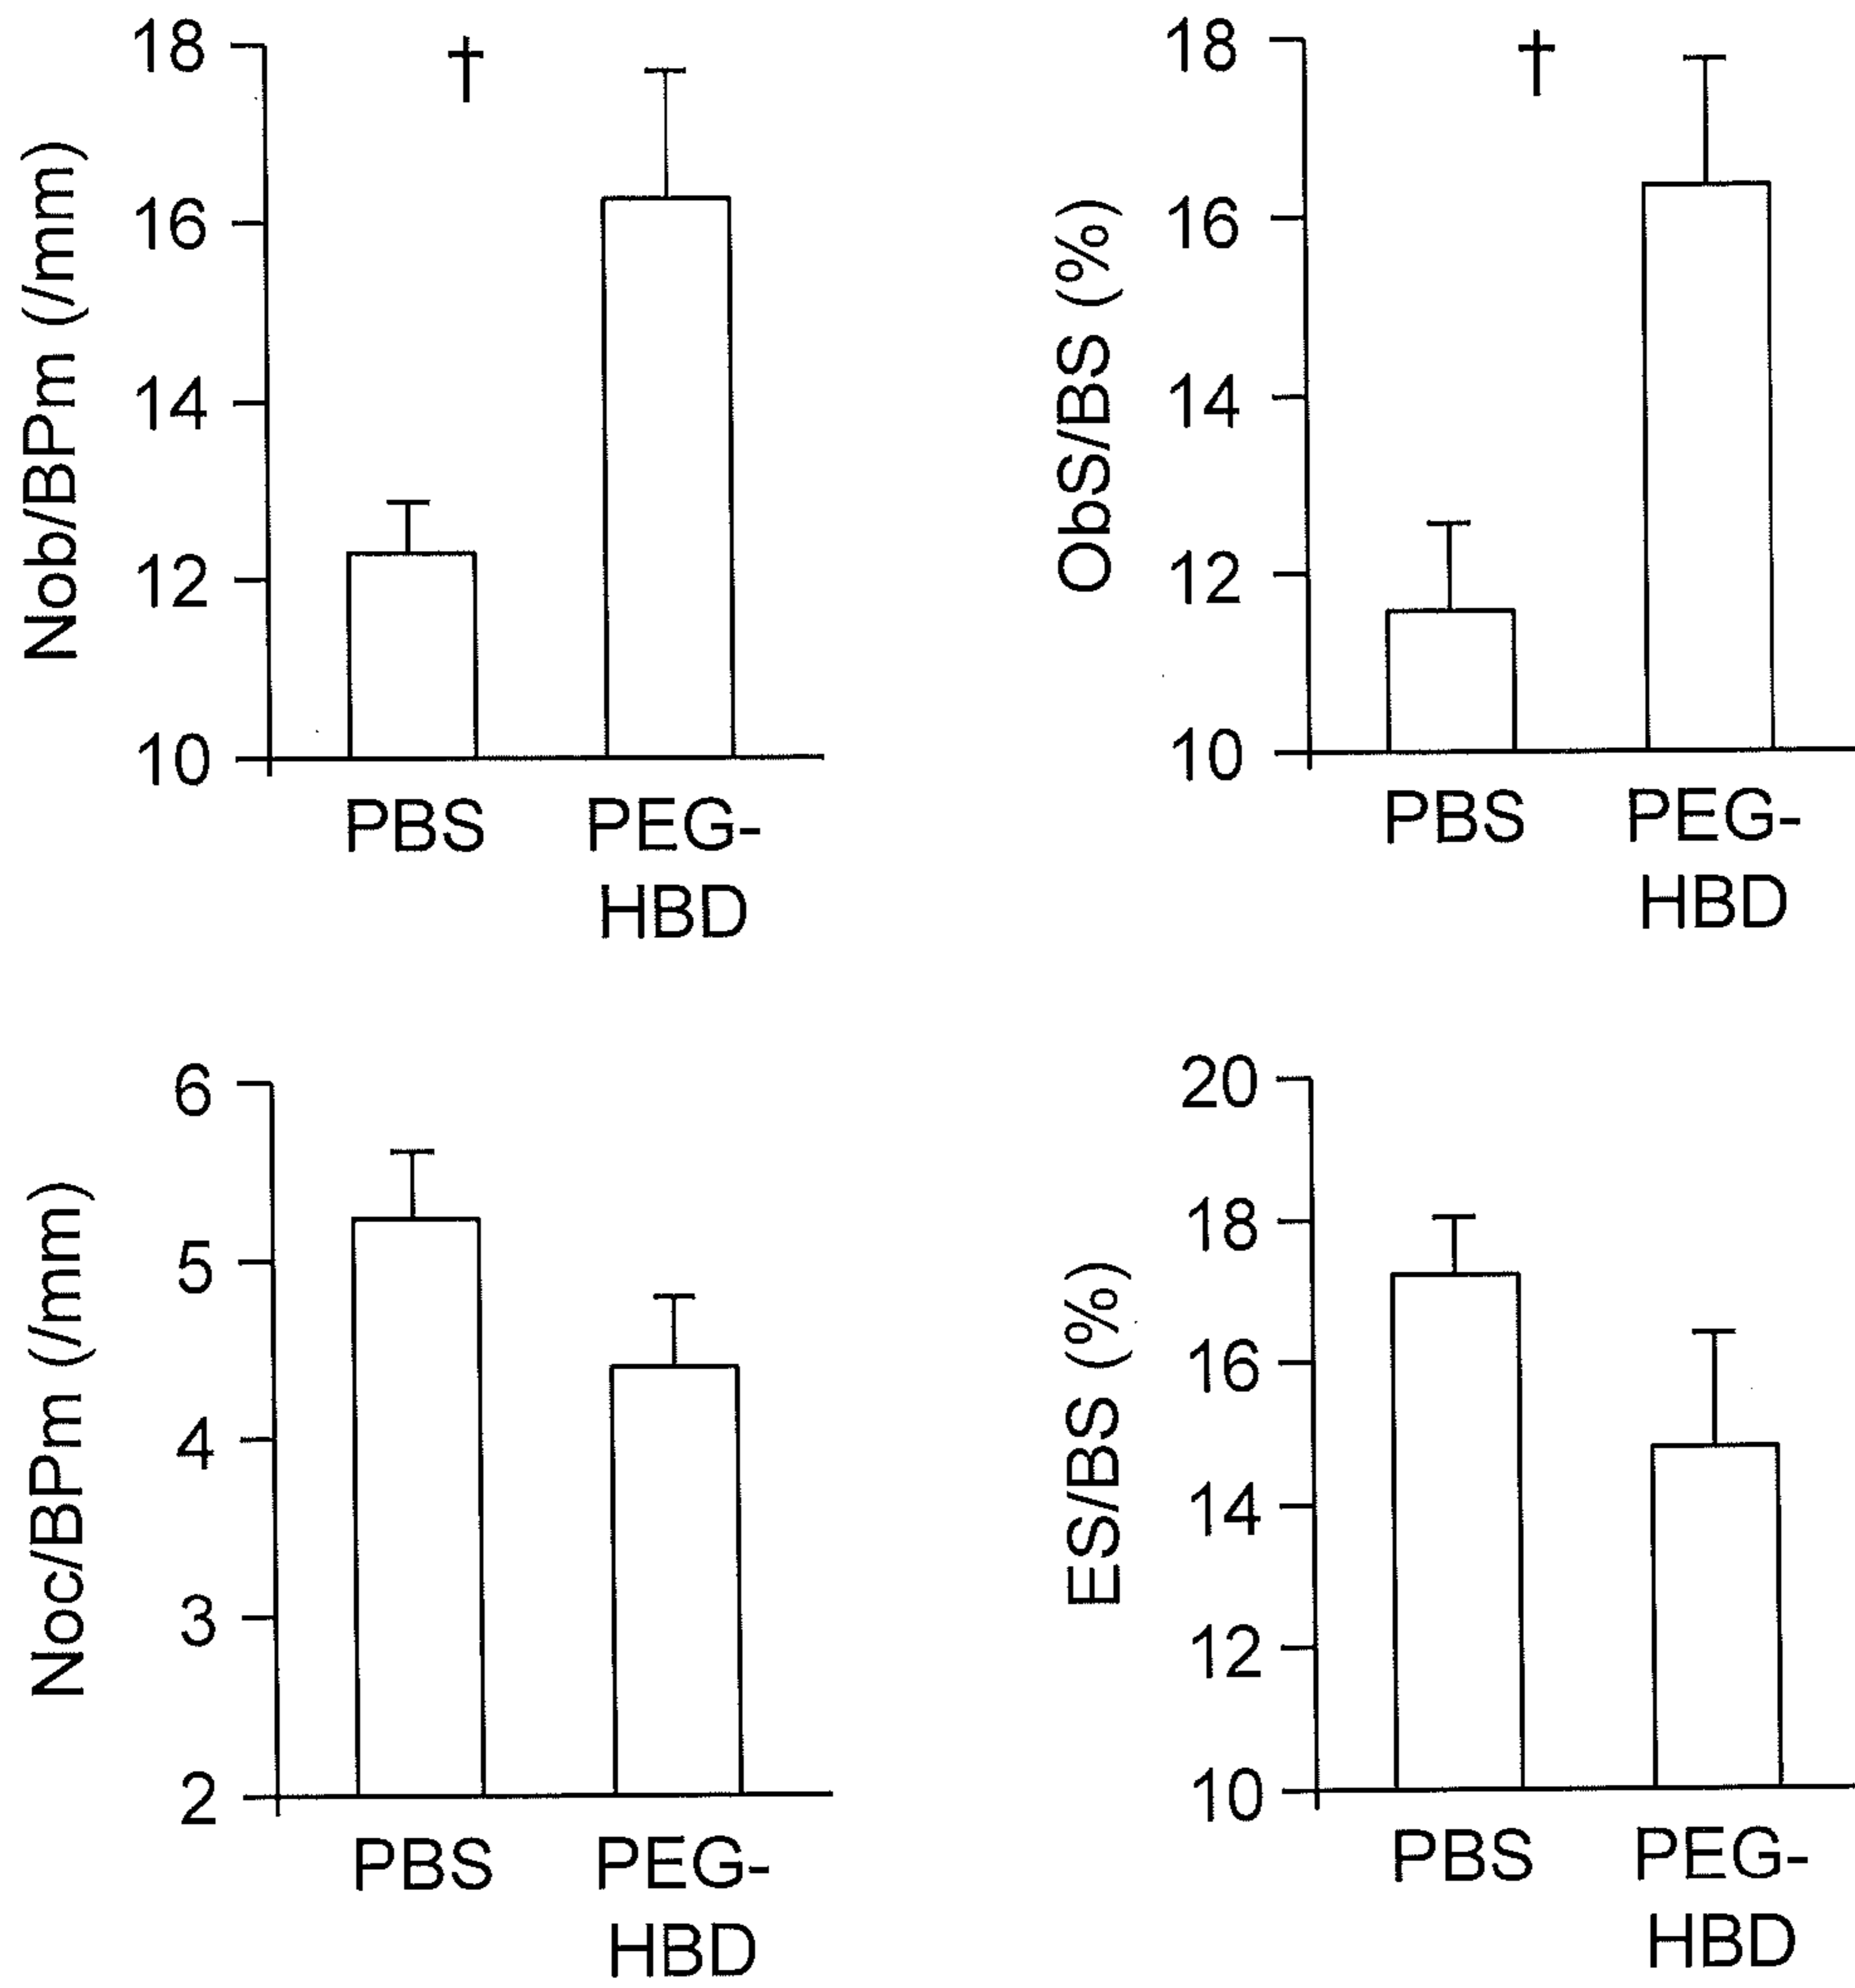 Nob/BPm (/mm)
18
16
14
12
10
†
PBS
PEG-
HBD
ObS/BS (%)
18
16
14
12
10
†
PBS
PEG-
HBD
Noc/BPm (/mm)
6
5
4
3
2
PBS
PEG-
HBD
ES/BS (%)
20
18
16
14
12
10
PBS
PEG-
HBD